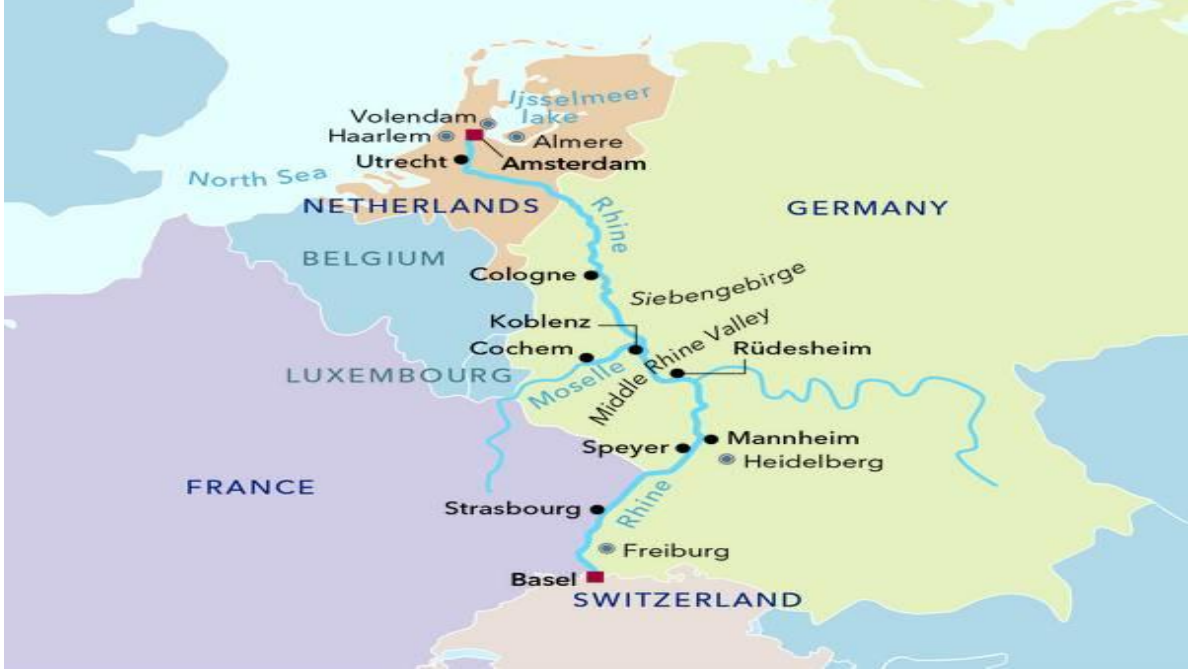 Ijsselmeer
lake
Volendam
Haarlem
Almere
Utrecht
Amsterdam
North Sea
NETHERLANDS
Rhine
GERMANY
BELGIUM
Cologne
Siebengebirge
Koblenz
Middle Rhine Valley
Cochem
Rüdesheim
LUXEMBOURG
Moselle
Mannheim
Speyer
Heidelberg
FRANCE
Strasbourg
Rhine
Freiburg
Basel
SWITZERLAND